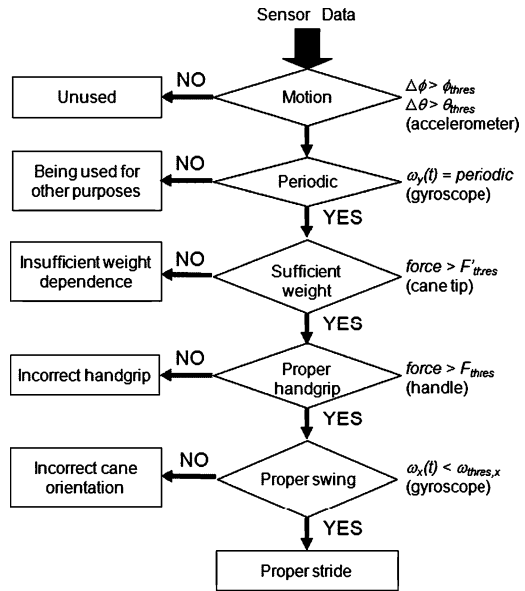 Sensor Data
NO
Unused
Motion
Δϕ > ϕthres
Δθ > θthres
(accelerometer)
NO
Being used for
other purposes
Periodic
ωy(t) = periodic
(gyroscope)
YES
NO
Insufficient weight
dependence
Sufficient
weight
force > F'thres
(cane tip)
YES
NO
Incorrect handgrip
Proper
handgrip
force > Fthres
(handle)
YES
NO
Incorrect cane
orientation
Proper swing
ωx(t) < ωthres,x
(gyroscope)
YES
Proper stride